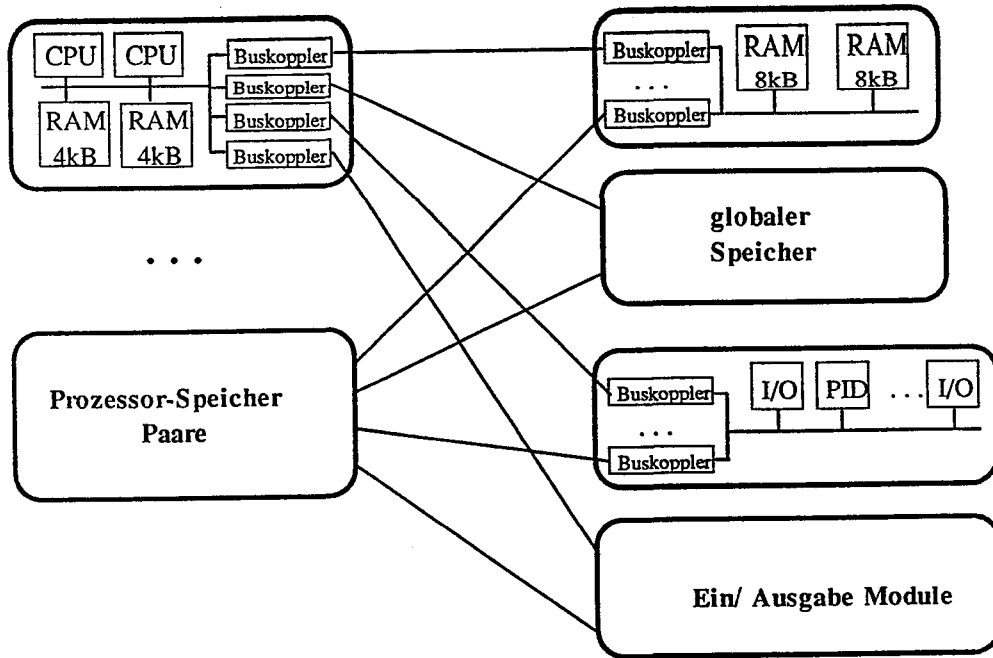 CPU CPU
RAM RAM
4kB 4kB
Buskoppler
Buskoppler
Buskoppler
Buskoppler
Buskoppler
...
Buskoppler
RAM RAM
8kB 8kB
globaler
Speicher
...
Prozessor-Speicher
Paare
Buskoppler
...
Buskoppler
I/O PID ... I/O
Ein/ Ausgabe Module